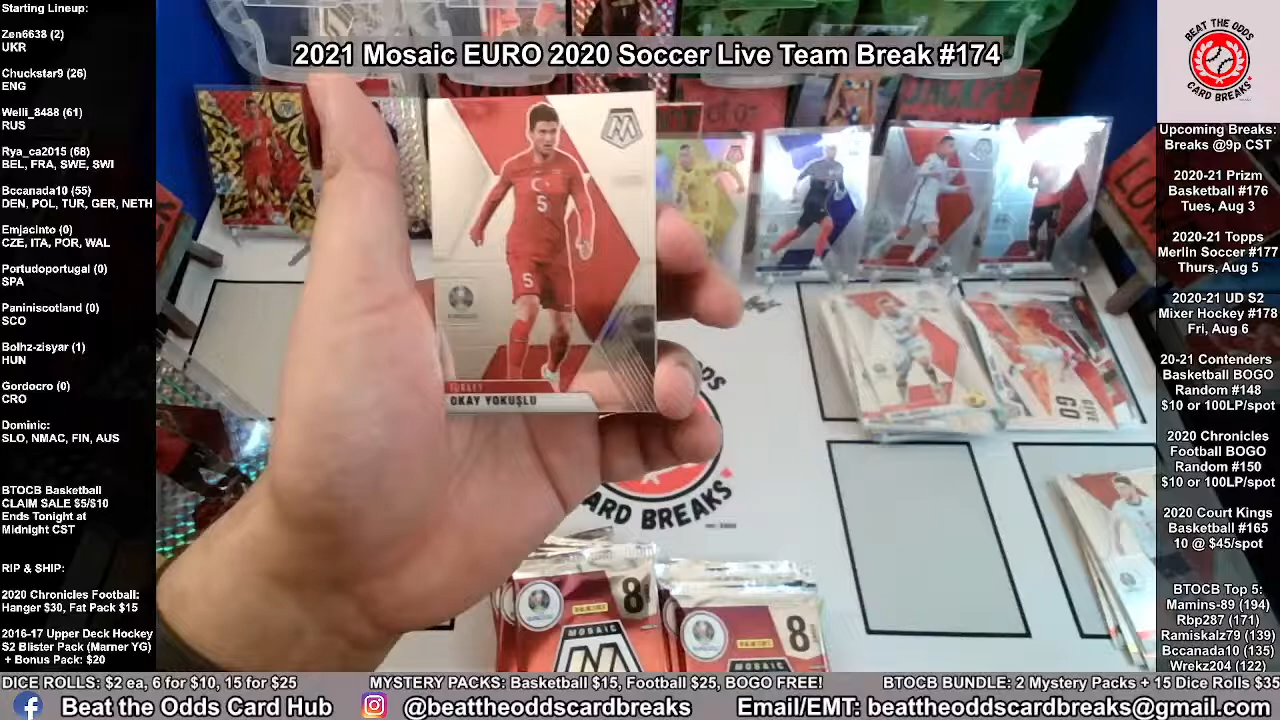 Starting Lineup:
Zen6638 (2)
UKR
Chuckstar9 (26)
ENG
Welli_8488 (61)
RUS
Rya_ca2015 (68)
BEL, FRA, SWE, SWI
Bccanada10 (55)
DEN, POL, TUR, GER, NETH
Emjacinto (0)
CZE, ITA, POR, WAL
Portudoportugal (0)
SPA
Paniniscotland (0)
SCO
Bolhz-zisyar (1)
HUN
Gordocro (0)
CRO
Dominic:
SLO, NMAC, FIN, AUS
BTOCB Basketball
CLAIM SALE $5/$10
Ends Tonight at
Midnight CST
RIP & $HIP:
2020 Chronicles Football:
Hanger $30, Fat Pack $15
2016-17 Upper Deck Hockey
S2 Blister Pack (Marner YG)
+ Bonus Pack: $20
2021 Mosaic EURO 2020 Soccer Live Team Break #174
5
5
TURKEY
OKAY YOKUŞLU
09
CARD BREAKS
8
MOSAIC
8
MOSAIC
BEAT THE ODDS
CARD BREAKS
Upcoming Breaks:
Breaks @9p CST
2020-21 Prizm
Basketball #176
Tues, Aug 3
2020-21 Topps
Merlin Soccer #177
Thurs, Aug 5
2020-21 UD S2
Mixer Hockey #178
Fri, Aug 6
20-21 Contenders
Basketball BOGO
Random #148
$10 or 100LP/spot
2020 Chronicles
Football BOGO
Random #150
$10 or 100LP/spot
2020 Court Kings
Basketball #165
10 @ $45/spot
BTOCB Top 5:
Mamins-89 (194)
Rbp287 (171)
Ramiskalz79 (139)
Bccanada10 (135)
Wrekz204 (122)
DICE ROLLS: $2 ea, 6 for $10, 15 for $25
MYSTERY PACKS: Basketball $15, Football $25, BOGO FREE!
BTOCB BUNDLE: 2 Mystery Packs + 15 Dice Rolls $35
Beat the Odds Card Hub
@beattheoddscardbreaks
Email/EMT: beattheoddscardbreaks@gmail.com